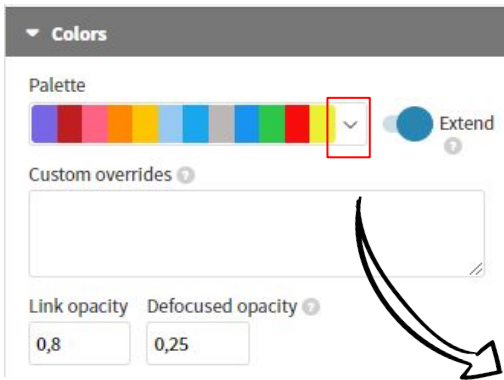 Colors
Palette
Extend
Custom overrides
Link opacity Defocused opacity
0,8 0,25